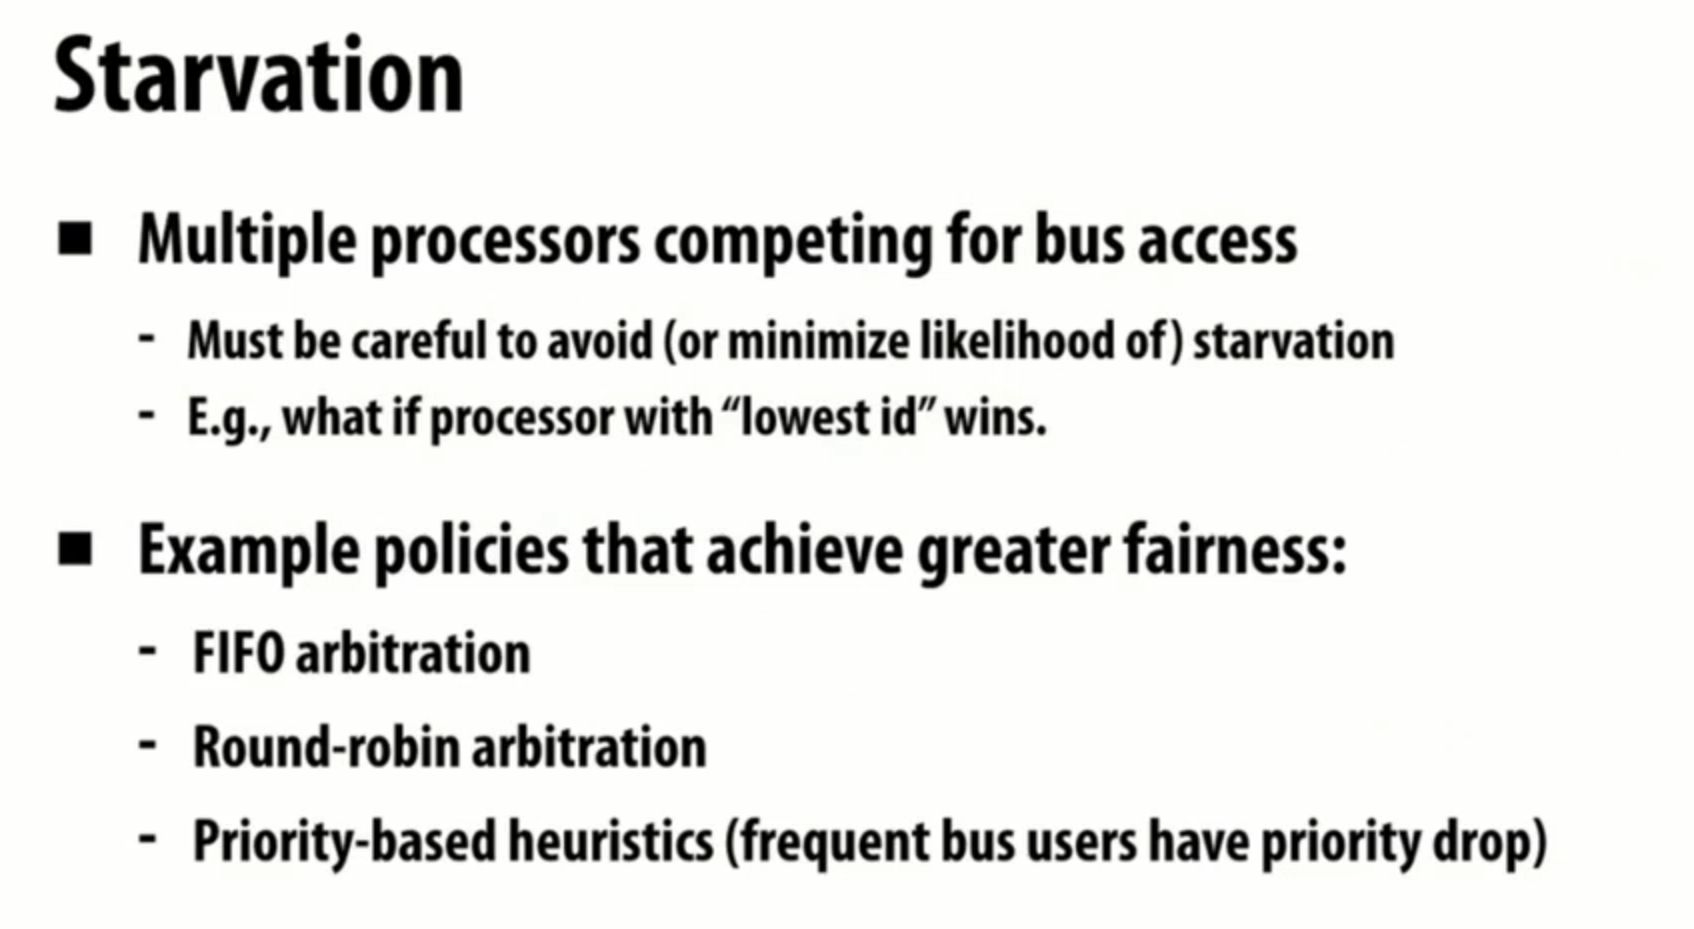 Starvation
■ Multiple processors competing for bus access
- Must be careful to avoid (or minimize likelihood of) starvation
- E.g., what if processor with “lowest id” wins.
■ Example policies that achieve greater fairness:
- FIFO arbitration
- Round-robin arbitration
- Priority-based heuristics (frequent bus users have priority drop)